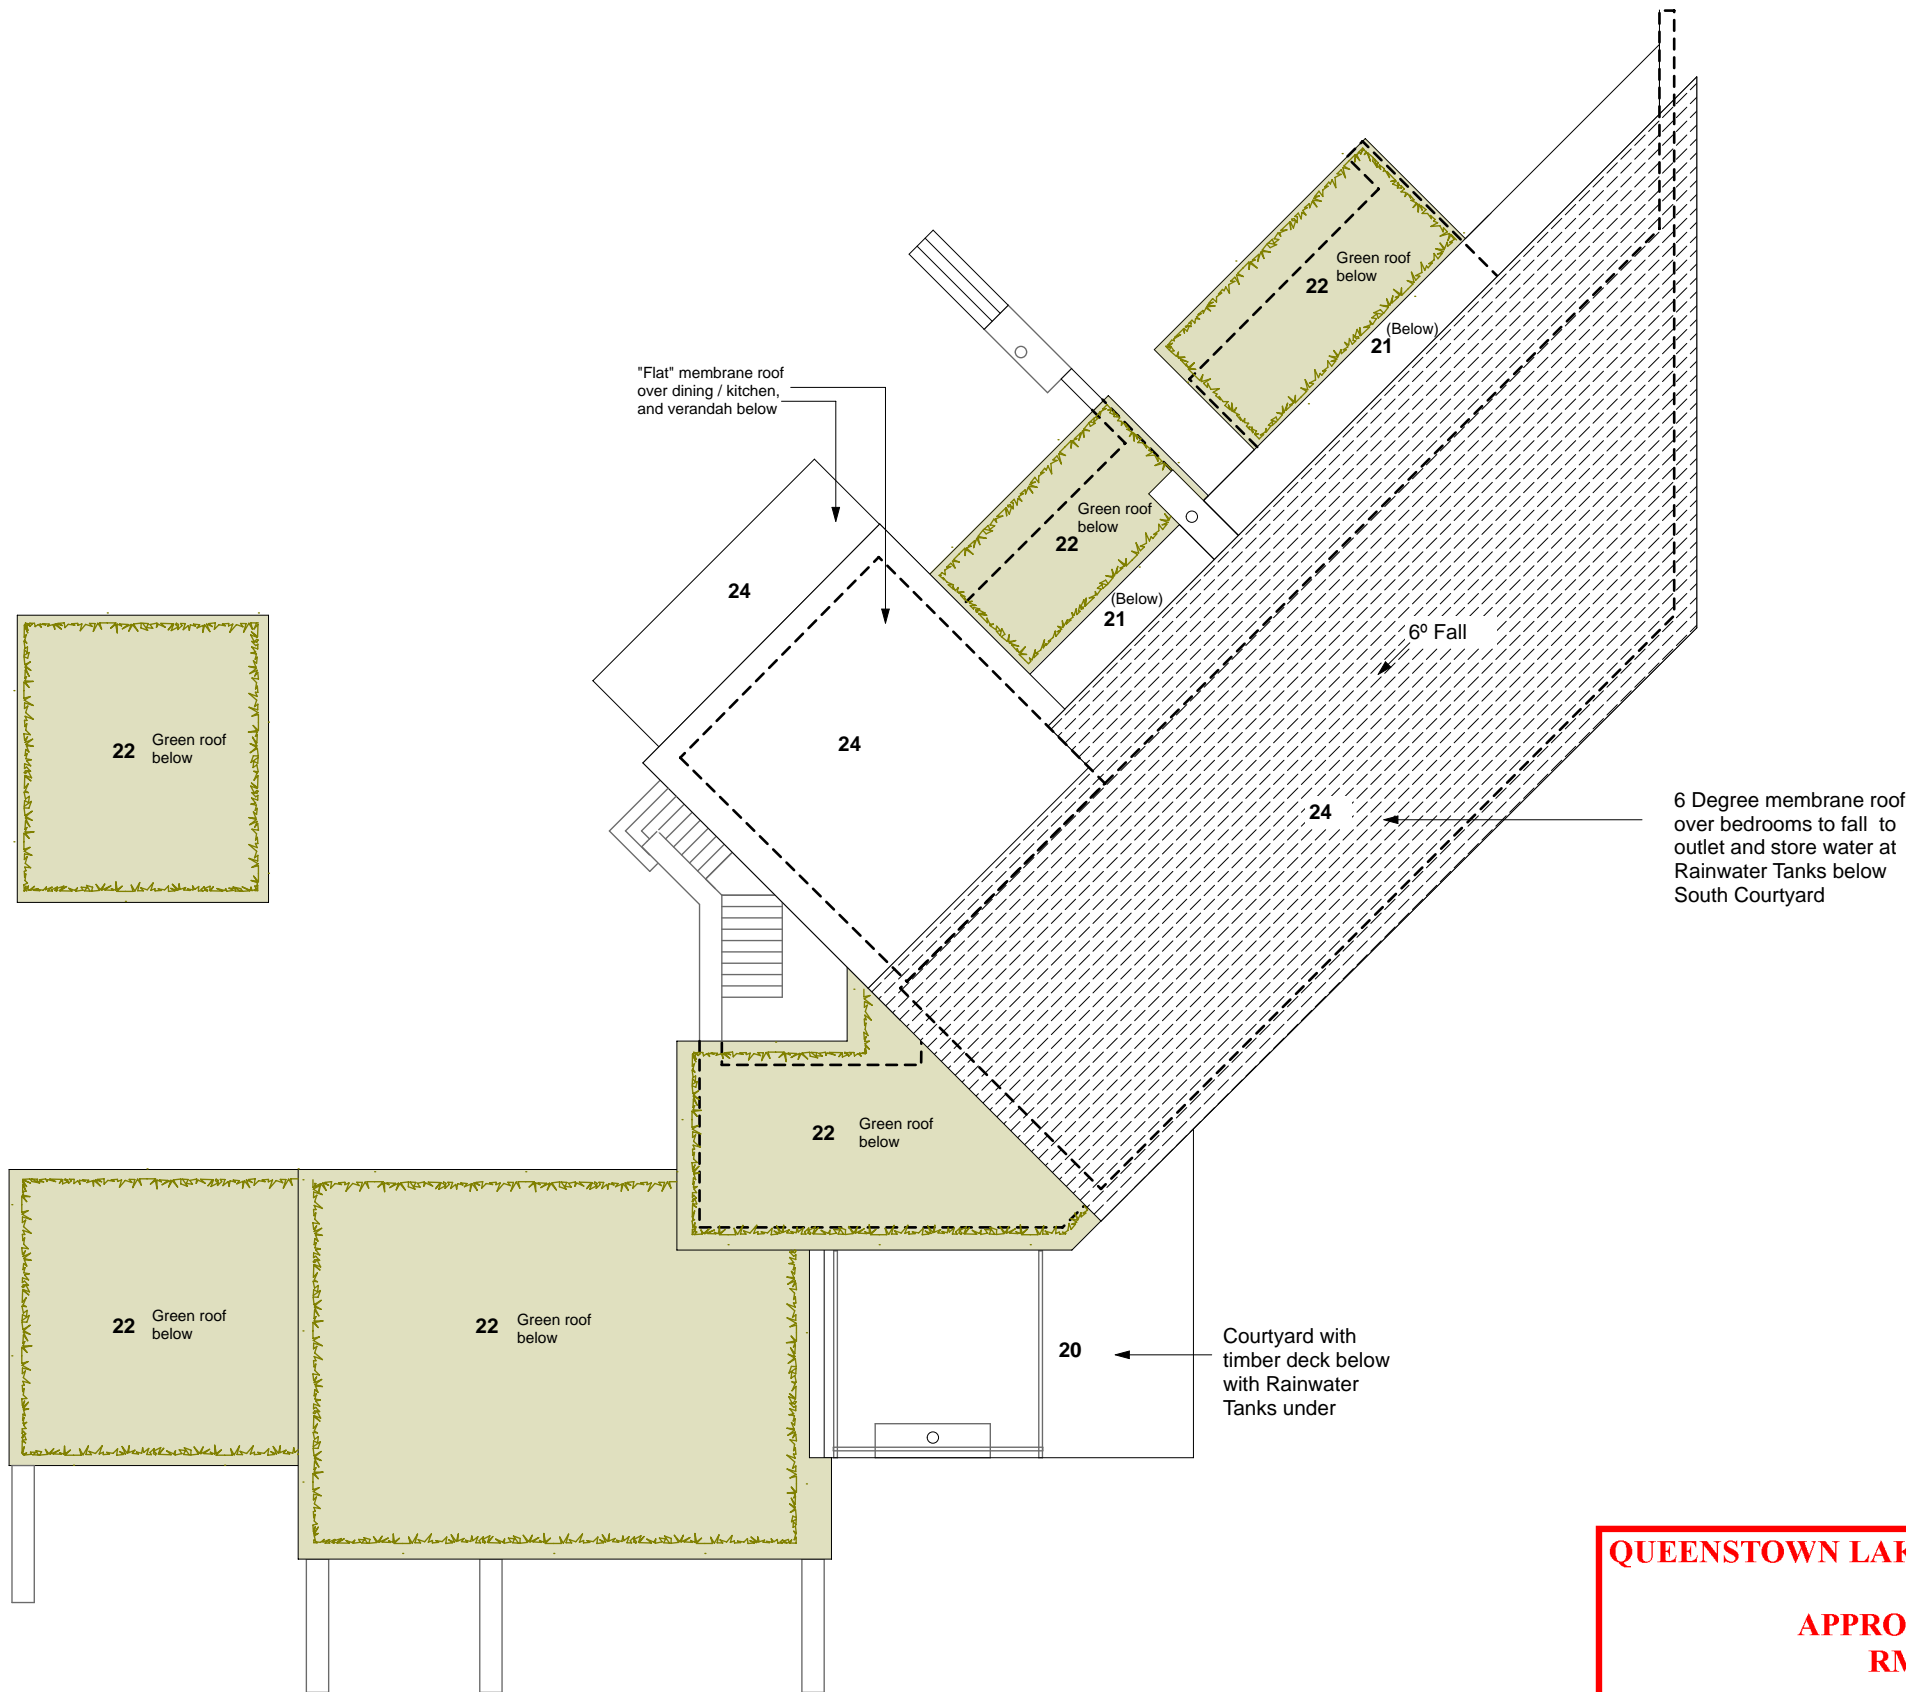 Green roof
below
22
(Below)
21
"Flat" membrane roof
over dining / kitchen,
and verandah below
Green roof
below
22
24
(Below)
21
6º Fall
22 Green roof
below
24
24
6 Degree membrane roof
over bedrooms to fall to
outlet and store water at
Rainwater Tanks below
South Courtyard
22 Green roof
below
22 Green roof
below
22 Green roof
below
20
Courtyard with
timber deck below
with Rainwater
Tanks under
QUEENSTOWN
APPRO
RM